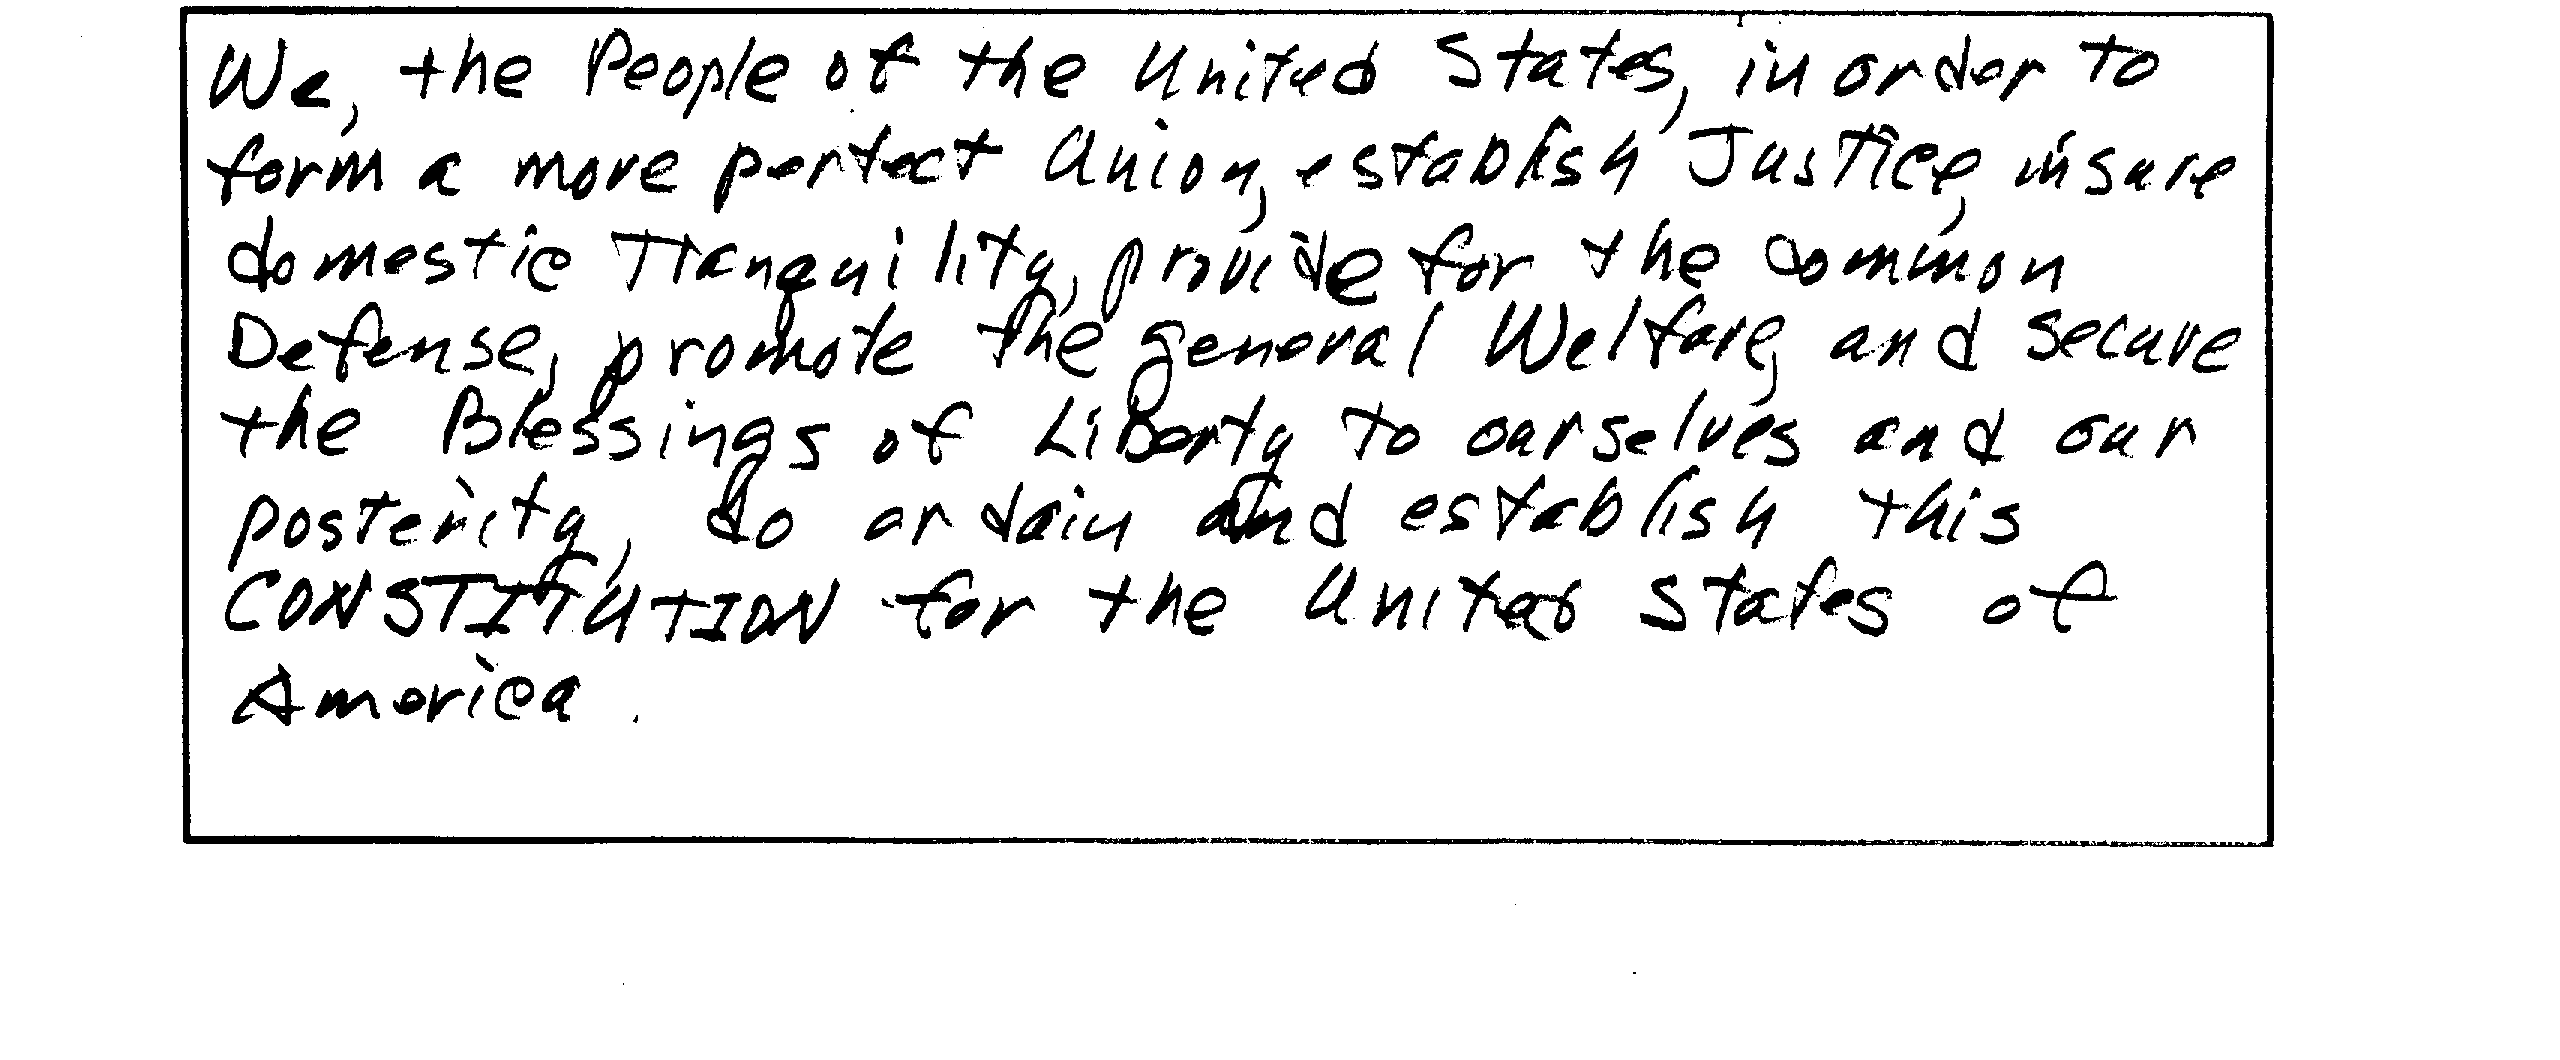 We, the People of the United States, in order to
form a more perfect Union, establish Justice, insure
domestic Tranquility, provide for the common
Defense, promote the general Welfare, and secure
the Blessings of Liberty to ourselves and our
posterity, do ordain and establish this
CONSTITUTION for the United States of
America.